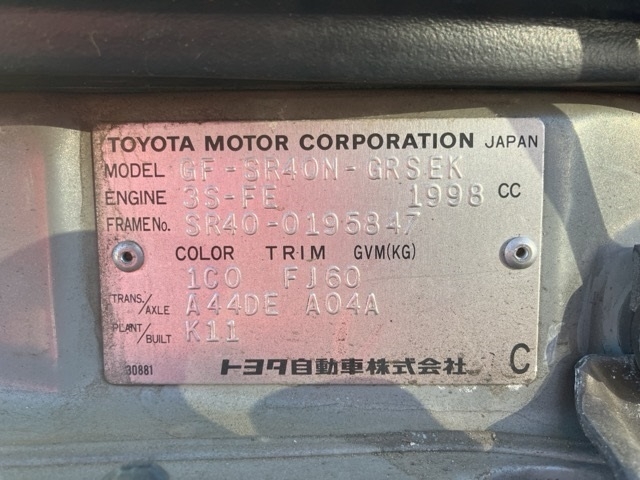 TOYOTA MOTOR CORPORATION JAPAN
MODEL GF-SR40N-GRSEK
ENGINE 3S-FE 1998 CC
FRAME No. SR40-0195847
COLOR TRIM GVM(KG)
1C0 FJ60
TRANS./AXLE A44DE A04A
PLANT/BUILT K11
30881 トヨタ自動車株式会社 C